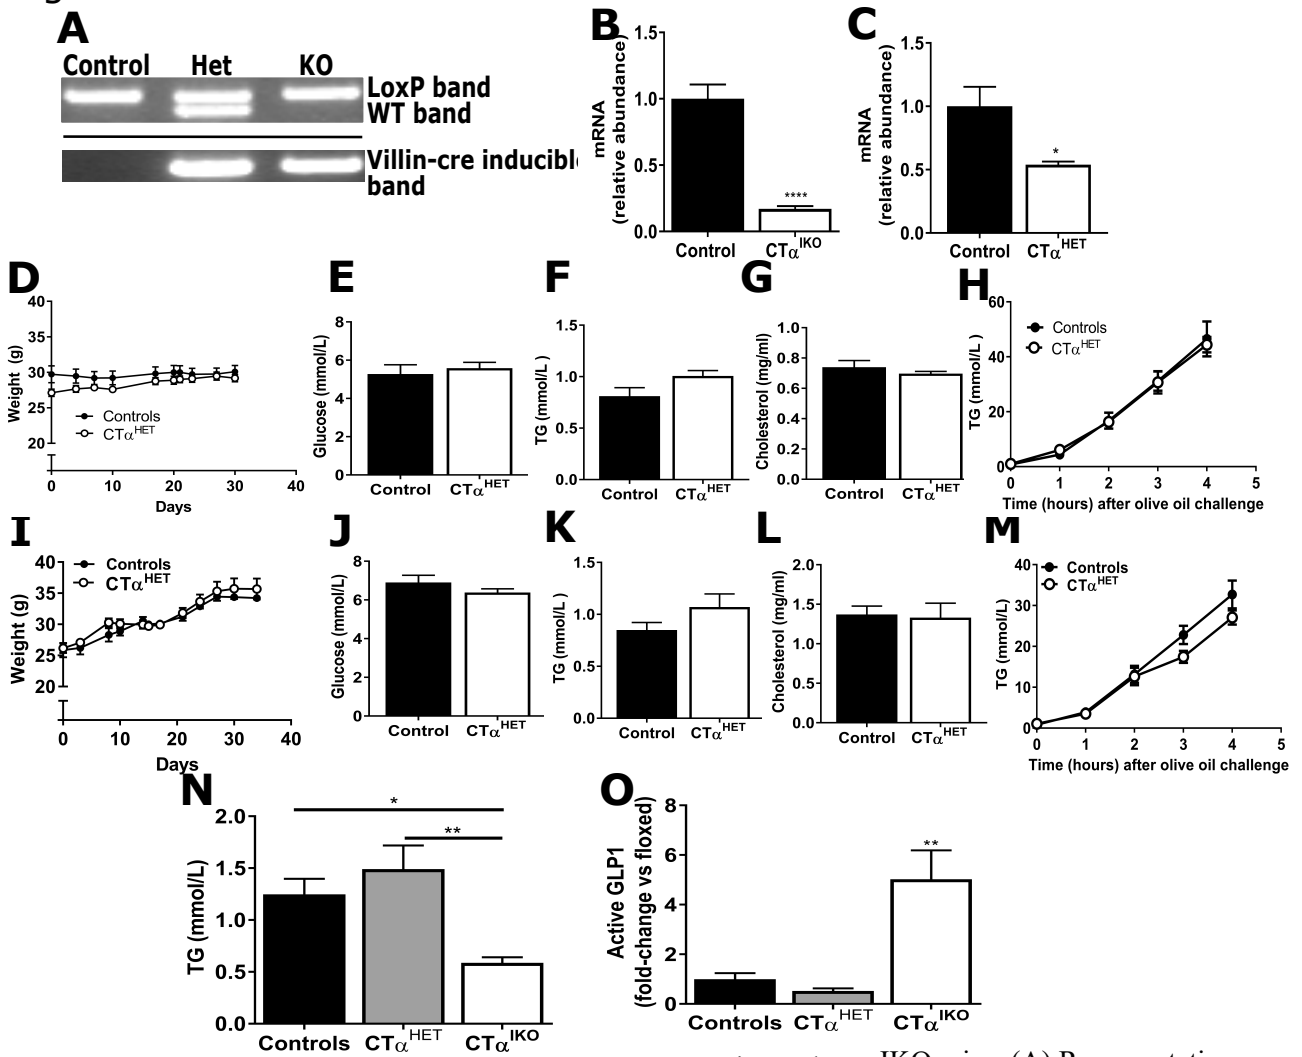 A
Control Het KO
LoxP band
WT band
Villin-cre inducible
band
B
mRNA
(relative abundance)
1.5
1.0
0.5
0.0
****
Control CTα^IKO
C
mRNA
(relative abundance)
1.5
1.0
0.5
0.0
*
Control CTα^HET
D
Weight (g)
40
35
30
25
20
Controls
CTα^HET
0 10 20 30 40
Days
E
Glucose (mmol/L)
8
6
4
2
0
Control CTα^HET
F
TG (mmol/L )
1.5
1.0
0.5
0.0
Control CTα^HET
G
Cholesterol (mg/ml)
1.0
0.8
0.6
0.4
0.2
0.0
Control CTα^HET
H
TG (mmol/L )
60
40
20
0
Controls
CTα^HET
0 1 2 3 4 5
Time (hours) after olive oil challenge
I
Weight (g)
40
35
30
25
20
Controls
CTα^HET
0 10 20 30 40
Days
J
Glucose (mmol/L)
8
6
4
2
0
Control CTα^HET
K
TG (mmol/L )
1.5
1.0
0.5
0.0
Control CTα^HET
L
Cholesterol (mg/ml)
2.0
1.5
1.0
0.5
0.0
Control CTα^HET
M
TG (mmol/L)
40
30
20
10
0
Controls
CTα^HET
0 1 2 3 4 5
Time (hours) after olive oil challenge
N
TG (mmol/L)
2.0
1.5
1.0
0.5
0.0
*
**
Controls CTα^HET CTα^IKO
O
Active GLP1
(fold-change vs floxed)
8
6
4
2
0
**
Controls CTα^HET CTα^IKO